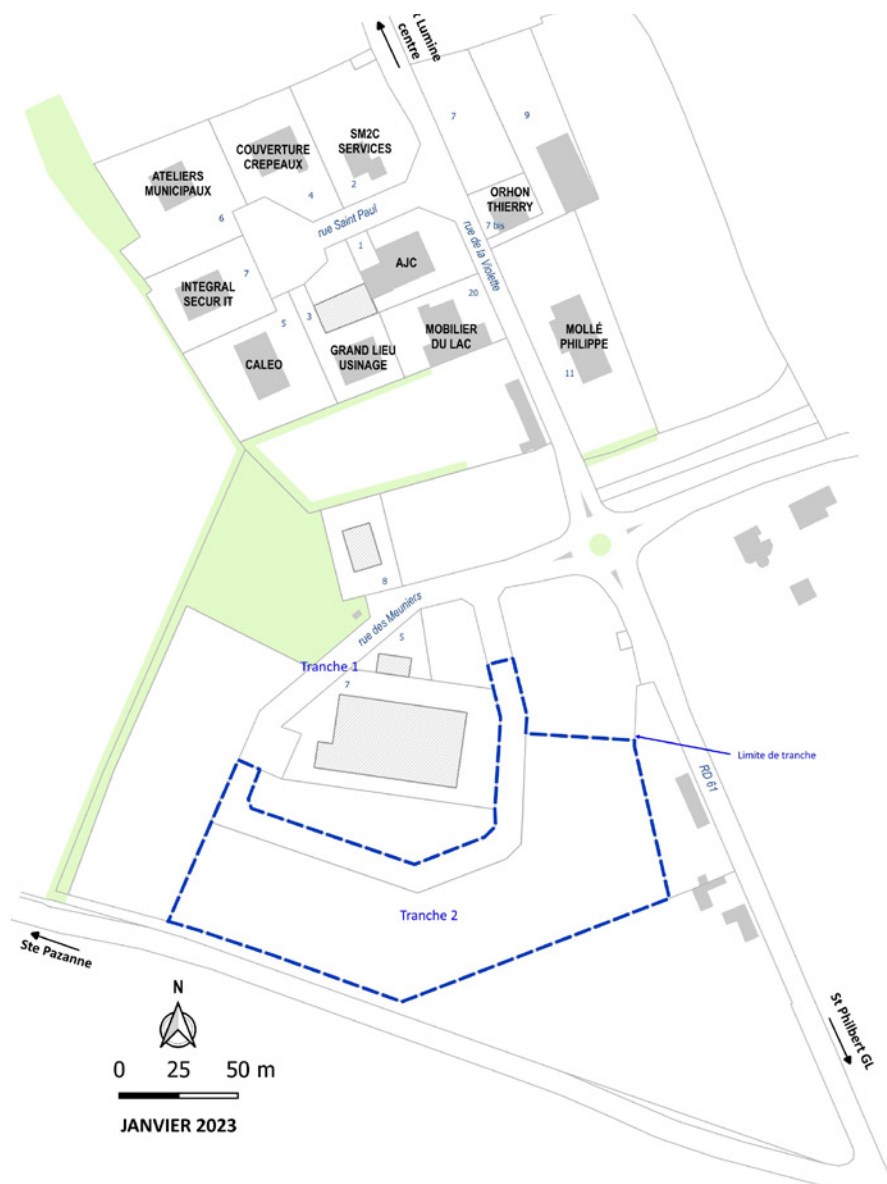 Lumine
centre
7
9
SM2C
SERVICES
2
COUVERTURE
CREPEAUX
4
ATELIERS
MUNICIPAUX
6
ORHON
THIERRY
7 bis
rue Saint Paul
rue de la Violette
1
AJC
7
INTEGRAL
SECUR IT
20
3
5
MOBILIER
DU LAC
MOLLÉ
PHILIPPE
GRAND LIEU
USINAGE
CALEO
11
8
rue des Meuniers
5
Tranche 1
7
Limite de tranche
RD 61
Tranche 2
Ste Pazanne
St Philbert GL
N
0 25 50 m
JANVIER 2023